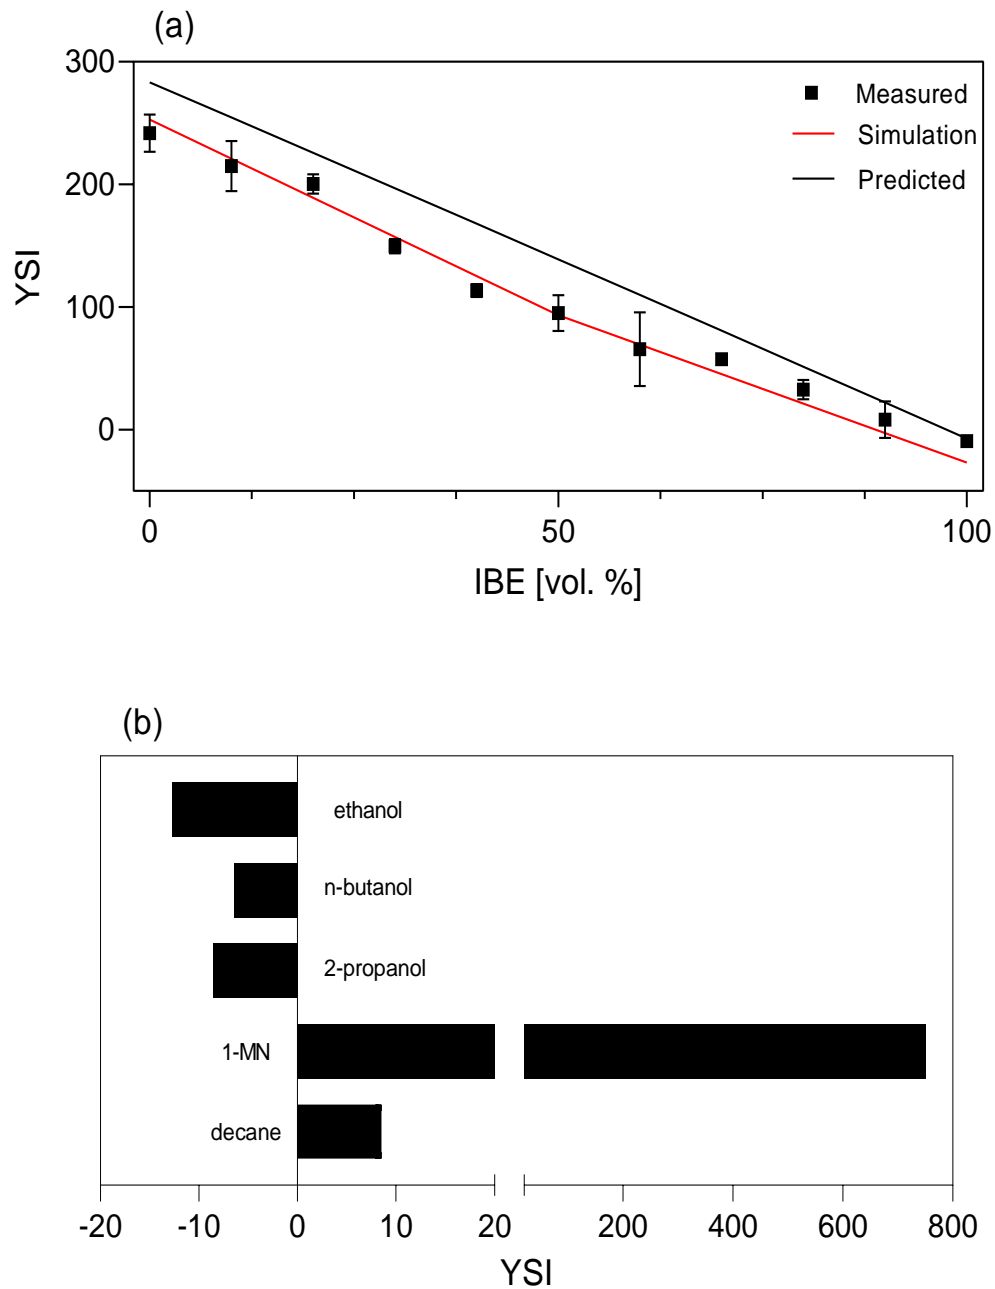 (a)
300
200
100
0
YSI
Measured
Simulation
Predicted
0 50 100
IBE [vol. %]
(b)
ethanol
n-butanol
2-propanol
1-MN
decane
-20 -10 0 10 20 200 400 600 800
YSI